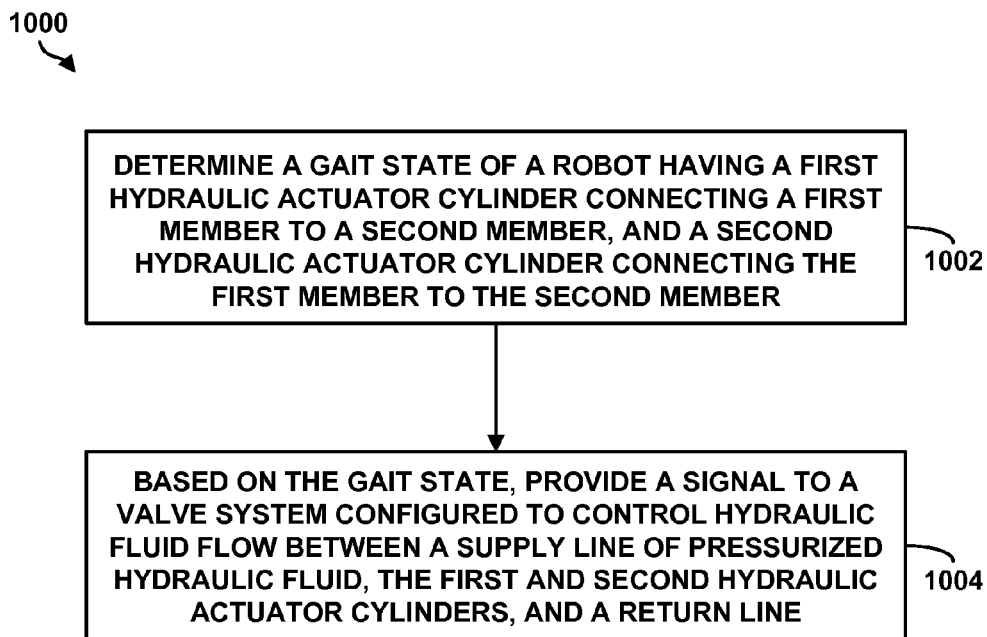 1000
DETERMINE A GAIT STATE OF A ROBOT HAVING A FIRST
HYDRAULIC ACTUATOR CYLINDER CONNECTING A FIRST
MEMBER TO A SECOND MEMBER, AND A SECOND
HYDRAULIC ACTUATOR CYLINDER CONNECTING THE
FIRST MEMBER TO THE SECOND MEMBER
1002
BASED ON THE GAIT STATE, PROVIDE A SIGNAL TO A
VALVE SYSTEM CONFIGURED TO CONTROL HYDRAULIC
FLUID FLOW BETWEEN A SUPPLY LINE OF PRESSURIZED
HYDRAULIC FLUID, THE FIRST AND SECOND HYDRAULIC
ACTUATOR CYLINDERS, AND A RETURN LINE
1004